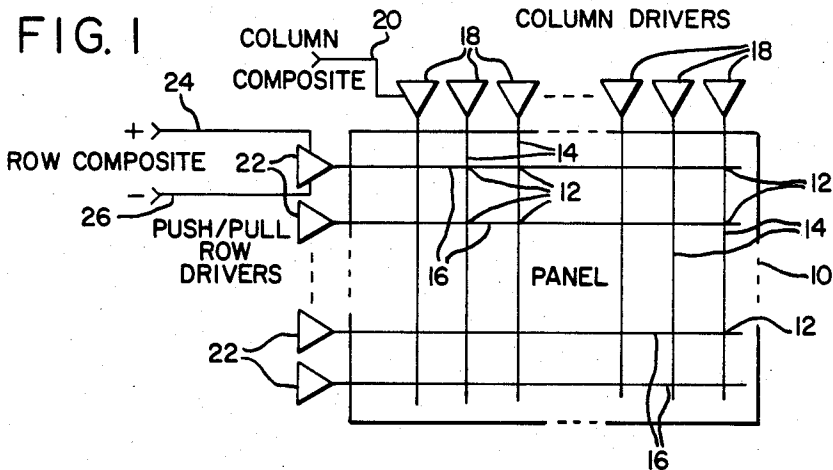 FIG. 1
COLUMN
COMPOSITE
20
18
COLUMN DRIVERS
18
24
+
ROW COMPOSITE
-
26
22
PUSH/PULL
ROW
DRIVERS
14
12
12
14
16
PANEL
10
22
12
16